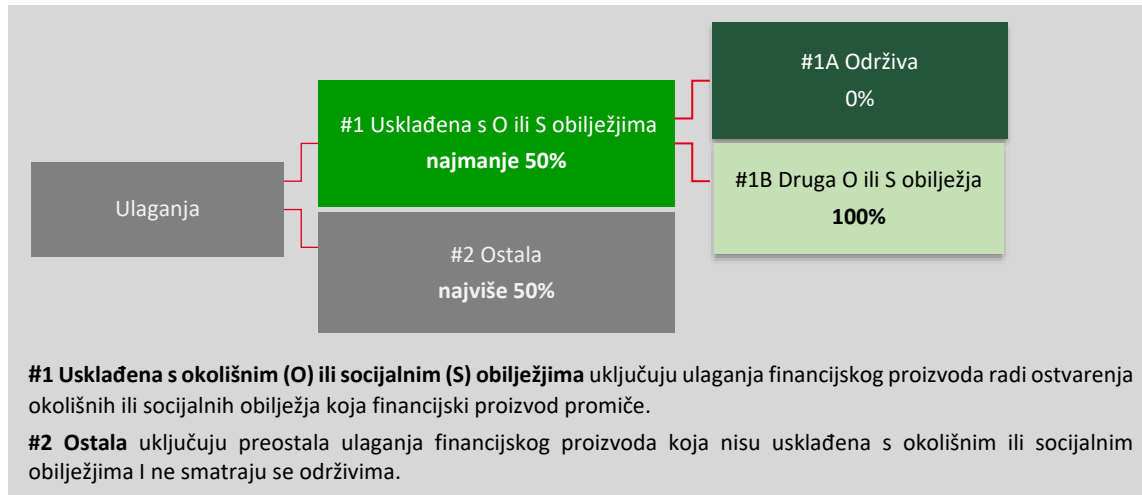 #1A Održiva
0%
#1 Usklađena s O ili S obilježjima
najmanje 50%
#1B Druga O ili S obilježja
100%
Ulaganja
#2 Ostala
najviše 50%
#1 Usklađena s okolišnim (O) ili socijalnim (S) obilježjima uključuju ulaganja financijskog proizvoda radi ostvarenja
okolišnih ili socijalnih obilježja koja financijski proizvod promiče.
#2 Ostala uključuju preostala ulaganja financijskog proizvoda koja nisu usklađena s okolišnim ili socijalnim
obilježjima I ne smatraju se održivima.